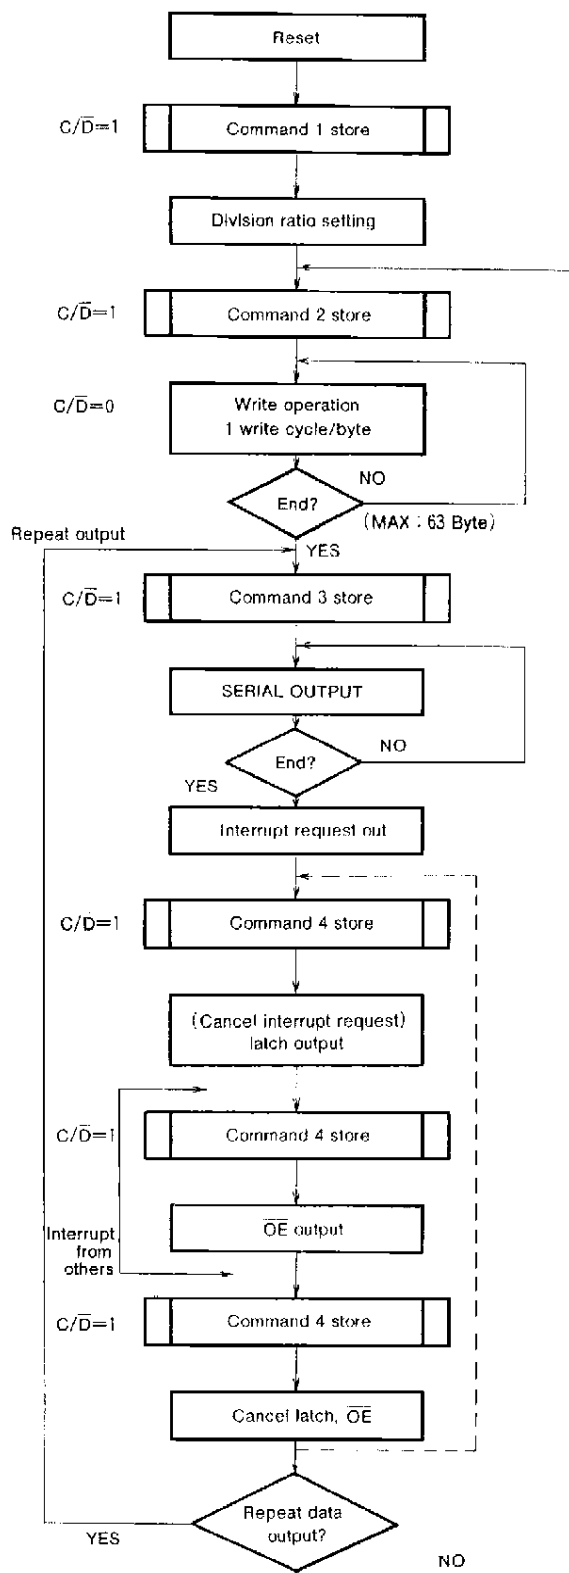 Reset
C/D̅=1
Command 1 store
Division ratio setting
C/D̅=1
Command 2 store
C/D̅=0
Write operation
1 write cycle/byte
End?
NO
(MAX : 63 Byte)
Repeat output
YES
C/D̅=1
Command 3 store
SERIAL OUTPUT
End?
NO
YES
Interrupt request out
C/D=1
Command 4 store
(Cancel interrupt request)
latch output
C/D̅=1
Command 4 store
O̅E̅ output
Interrupt
from
others
C/D̅=1
Command 4 store
Cancel latch, O̅E̅
Repeat data
output?
YES
NO